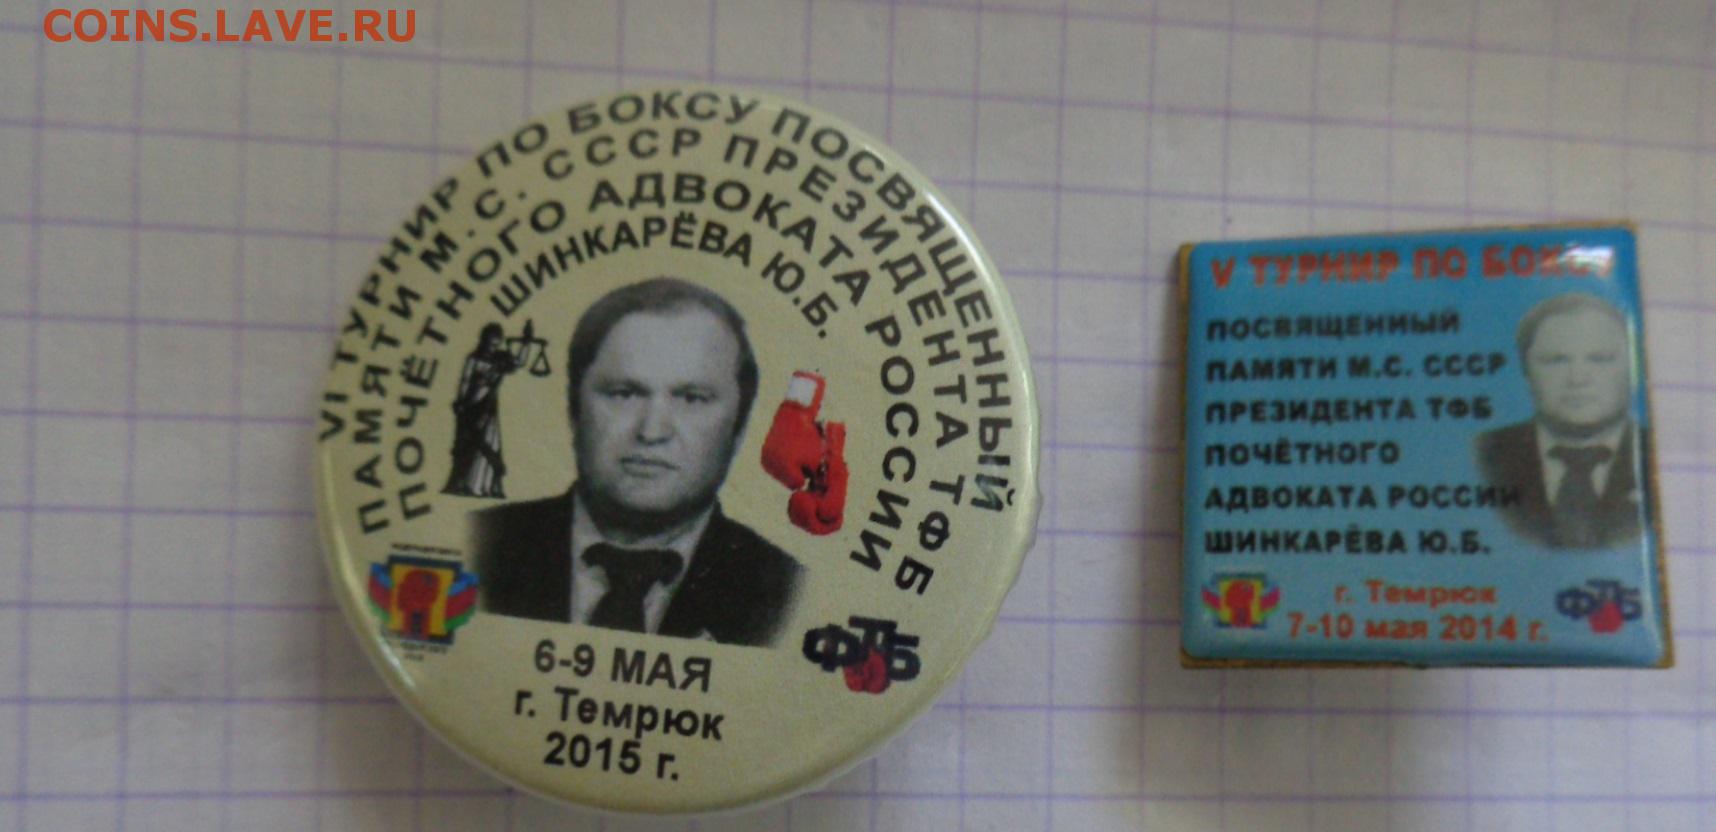 COINS.LAVE.RU
VI ТУРНИР ПО БОКСУ ПОСВЯЩЕННЫЙ
ПАМЯТИ М.С. СССР ПРЕЗИДЕНТА ТФБ
ПОЧЁТНОГО АДВОКАТА РОССИИ
ШИНКАРЁВА Ю.Б.
ФТБ
6-9 МАЯ
г. Темрюк
2015 г.
V ТУРНИР ПО БОКСУ
ПОСВЯЩЕННЫЙ
ПАМЯТИ М.С. СССР
ПРЕЗИДЕНТА ТФБ
ПОЧЁТНОГО
АДВОКАТА РОССИИ
ШИНКАРЁВА Ю.Б.
г. Темрюк
7-10 мая 2014 г.
ФТБ